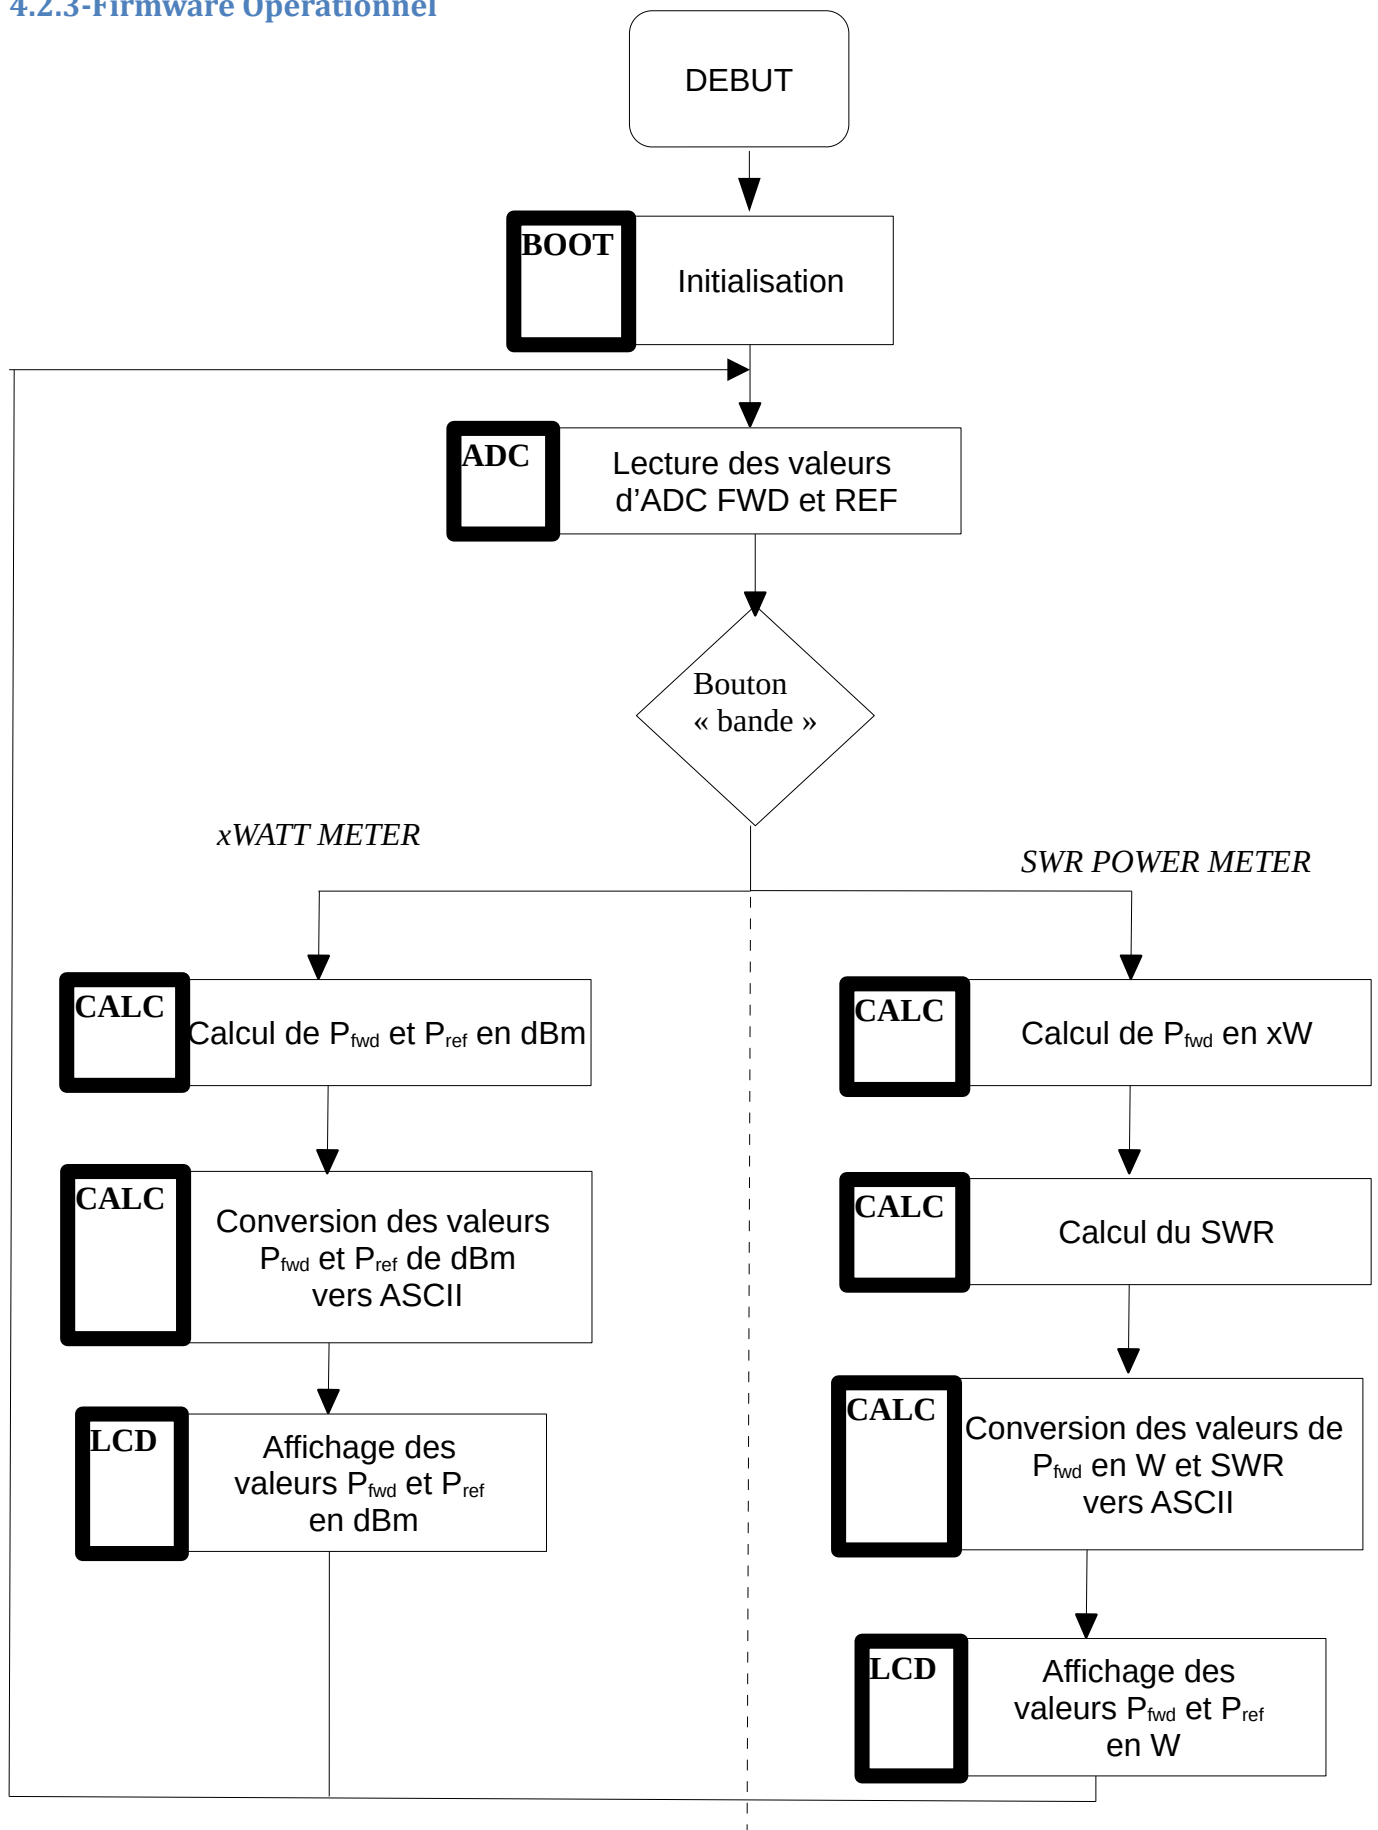 4.2.3-Firmware Opérationnel
DEBUT
BOOT
Initialisation
ADC
Lecture des valeurs
d’ADC FWD et REF
Bouton
« bande »
xWATT METER
SWR POWER METER
CALC
Calcul de Pfwd et Pref en dBm
CALC
Calcul de Pfwd en xW
CALC
Conversion des valeurs
Pfwd et Pref de dBm
vers ASCII
CALC
Calcul du SWR
LCD
Affichage des
valeurs Pfwd et Pref
en dBm
CALC
Conversion des valeurs de
Pfwd en W et SWR
vers ASCII
LCD
Affichage des
valeurs Pfwd et Pref
en W